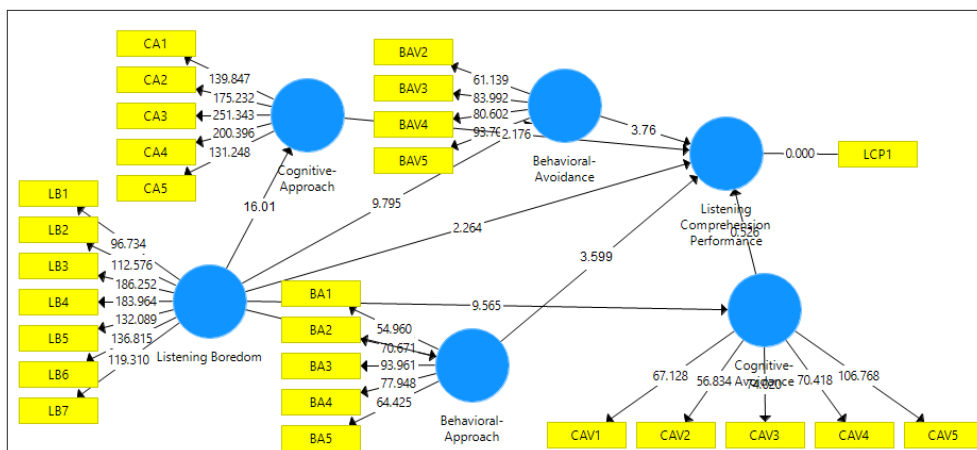 CA1
CA2
CA3
CA4
CA5
139.847
175.232
251.343
200.396
131.248
Cognitive-
Approach
BAV2
BAV3
BAV4
BAV5
61.139
83.992
80.602
2.176
Behavioral-
Avoidance
3.76
0.000
LCP1
Listening
Comprehension
Performance
0.526
LB1
LB2
LB3
LB4
LB5
LB6
LB7
96.734
112.576
186.252
183.964
132.089
136.815
119.310
Listening Boredom
16.01
9.795
2.264
3.599
9.565
BA1
BA2
BA3
BA4
BA5
54.960
70.671
93.961
77.948
64.425
Behavioral-
Approach
Cognitive-
Avoidance
67.128
56.834
74.020
70.418
106.768
CAV1
CAV2
CAV3
CAV4
CAV5